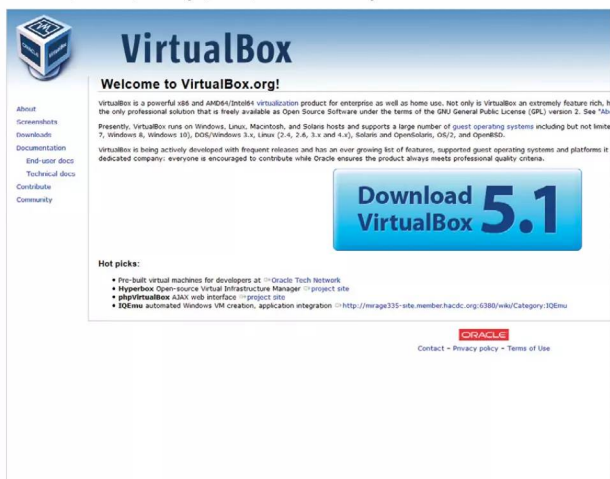 VirtualBox
Welcome to VirtualBox.org!
About
Screenshots
Downloads
Documentation
End-user docs
Technical docs
Contribute
Community
VirtualBox is a powerful x86 and AMD64/Intel64 virtualization product for enterprise as well as home use. Not only is VirtualBox an extremely feature rich, h
the only professional solution that is freely available as Open Source Software under the terms of the GNU General Public License (GPL) version 2. See "Abo
Presently, VirtualBox runs on Windows, Linux, Macintosh, and Solaris hosts and supports a large number of guest operating systems including but not limite
7, Windows 8, Windows 10), DOS/Windows 3.x, Linux (2.4, 2.6, 3.x and 4.x), Solaris and OpenSolaris, OS/2, and OpenBSD.
VirtualBox is being actively developed with frequent releases and has an ever growing list of features, supported guest operating systems and platforms it
dedicated company: everyone is encouraged to contribute while Oracle ensures the product always meets professional quality criteria.
Download
VirtualBox 5.1
Hot picks:
• Pre-built virtual machines for developers at Oracle Tech Network
• Hyperbox Open-source Virtual Infrastructure Manager project site
• phpVirtualBox AJAX web interface project site
• IQEmu automated Windows VM creation, application integration http://mirage335-site.member.hacdc.org:6380/wiki/Category:IQEmu
ORACLE
Contact – Privacy policy – Terms of Use